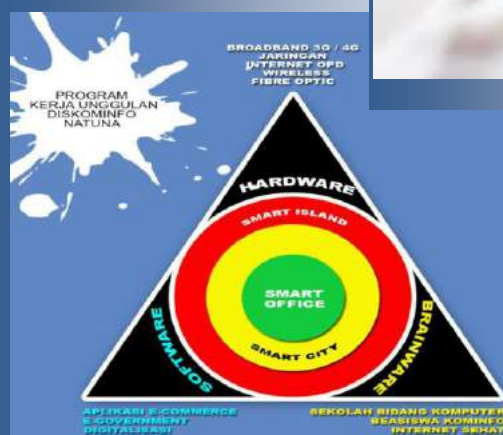 BROADBAND 3G / 4G
JARINGAN
INTERNET OPD
WIRELESS
FIBRE OPTIC
PROGRAM
KERJA UNGGULAN
DISKOMINFO
NATUNA
HARDWARE
SMART ISLAND
SMART
OFFICE
SMART CITY
SOFTWARE
BRAINWARE
APLIKASI E-COMMERCE
E-GOVERNMENT
DIGITALISASI
SEKOLAH BIDANG KOMPUTER
BEASISWA KOMINFO
INTERNET SEHAT